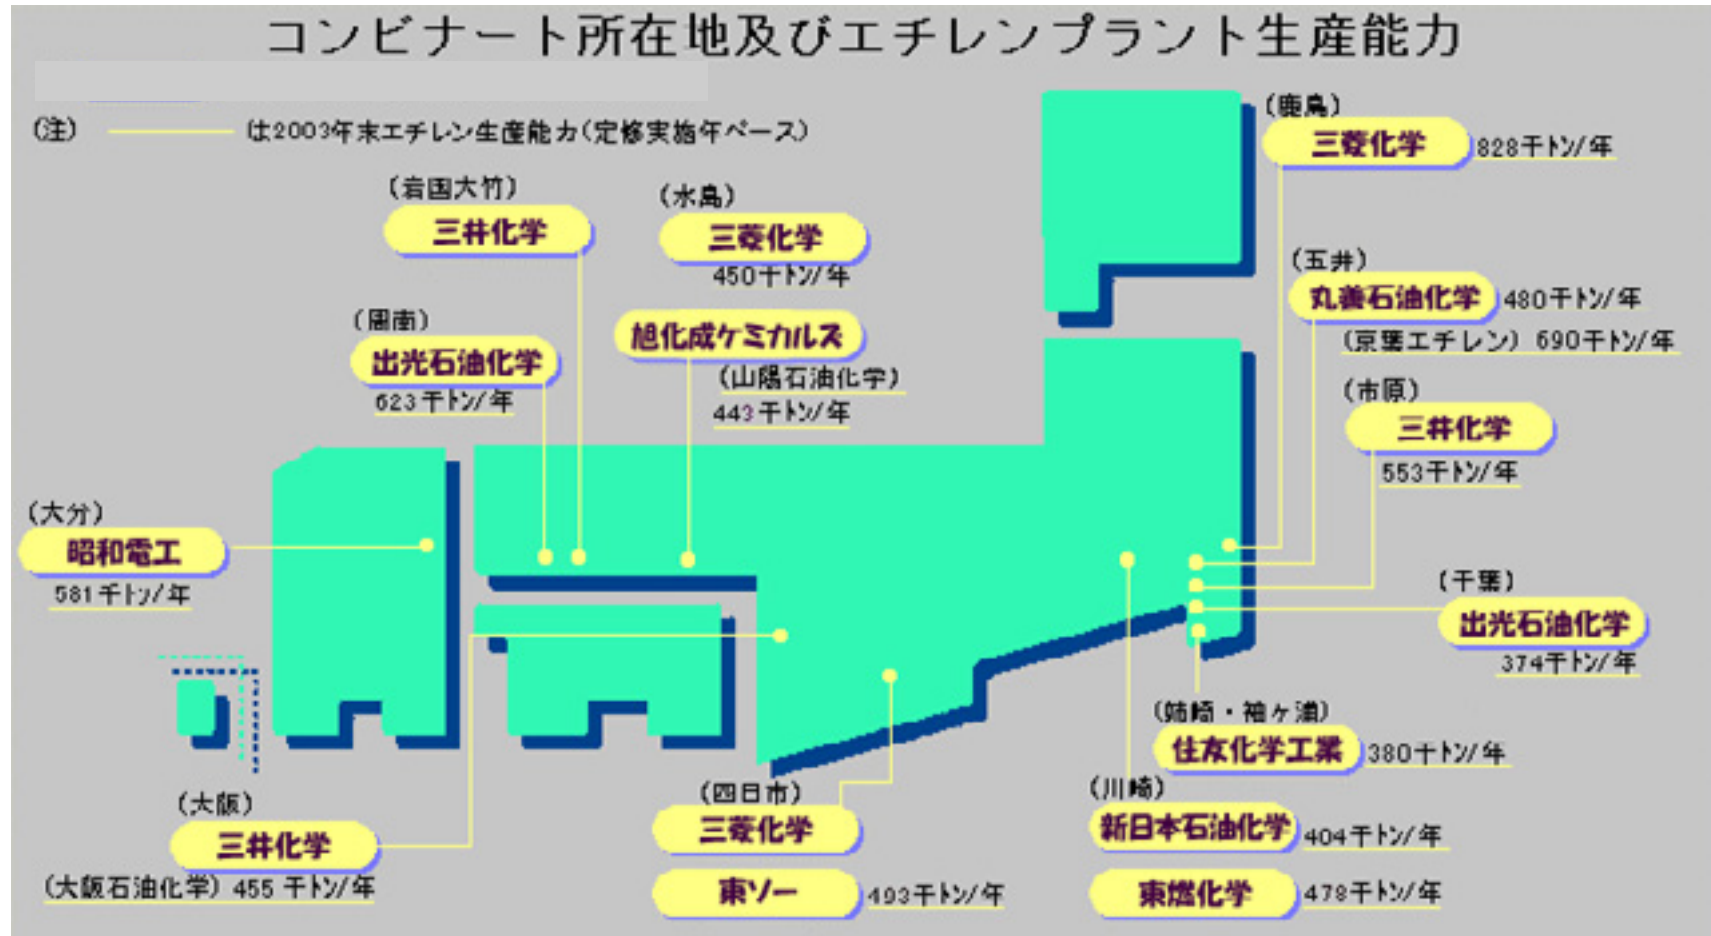 コンビナート所在地及びエチレンプラント生産能力
(注) は2003年末エチレン生産能力(定修実施年ベース)
(鹿島)
三菱化学 828千トン/年
(岩国大竹)
三井化学
(水島)
三菱化学
450千トン/年
旭化成ケミカルズ
(山陽石油化学)
443千トン/年
(周南)
出光石油化学
623千トン/年
(五井)
丸善石油化学 480千トン/年
(京葉エチレン) 690千トン/年
(市原)
三井化学
553千トン/年
(大分)
昭和電工
581千トン/年
(千葉)
出光石油化学
374千トン/年
(姉崎・袖ヶ浦)
住友化学工業 380千トン/年
(大阪)
三井化学
(大阪石油化学) 455 千トン/年
(四日市)
三菱化学
東ソー 493千トン/年
(川崎)
新日本石油化学 404千トン/年
東燃化学 478千トン/年